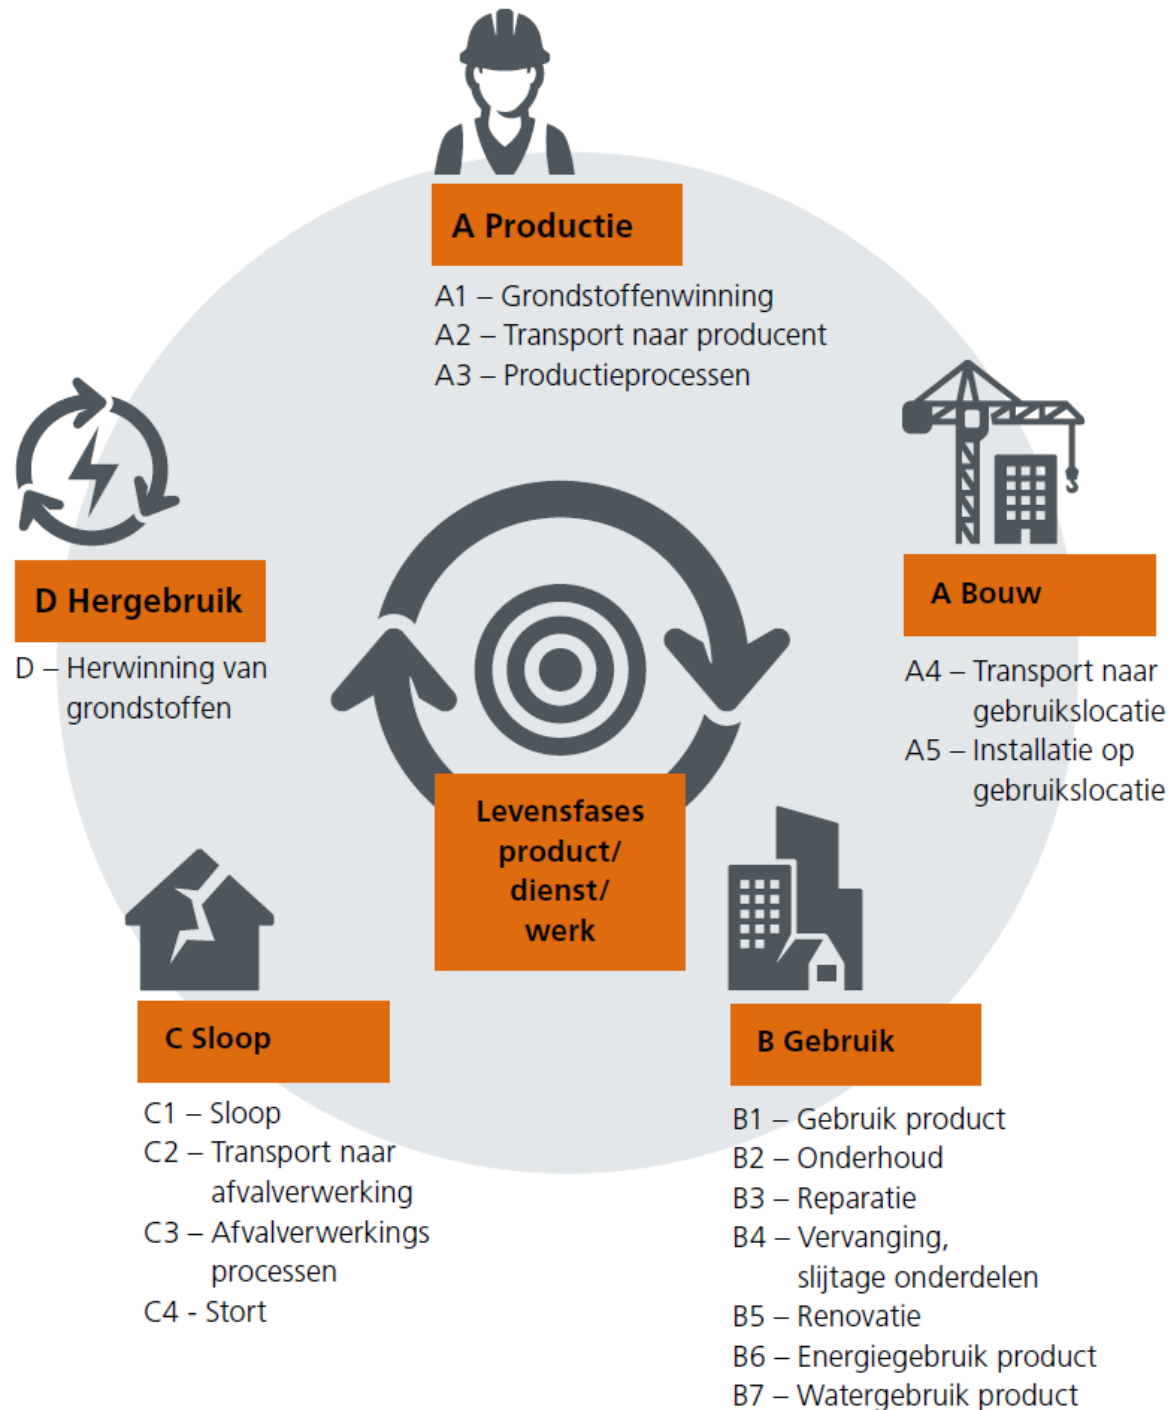 A Productie
A1 – Grondstoffenwinning
A2 – Transport naar producent
A3 – Productieprocessen
A Bouw
A4 – Transport naar
gebruikslocatie
A5 – Installatie op
gebruikslocatie
D Hergebruik
D – Herwinning van
grondstoffen
Levensfases
product/
dienst/
werk
C Sloop
C1 – Sloop
C2 – Transport naar
afvalverwerking
C3 – Afvalverwerkings
processen
C4 - Stort
B Gebruik
B1 – Gebruik product
B2 – Onderhoud
B3 – Reparatie
B4 – Vervanging,
slijtage onderdelen
B5 – Renovatie
B6 – Energiegebruik product
B7 – Watergebruik product